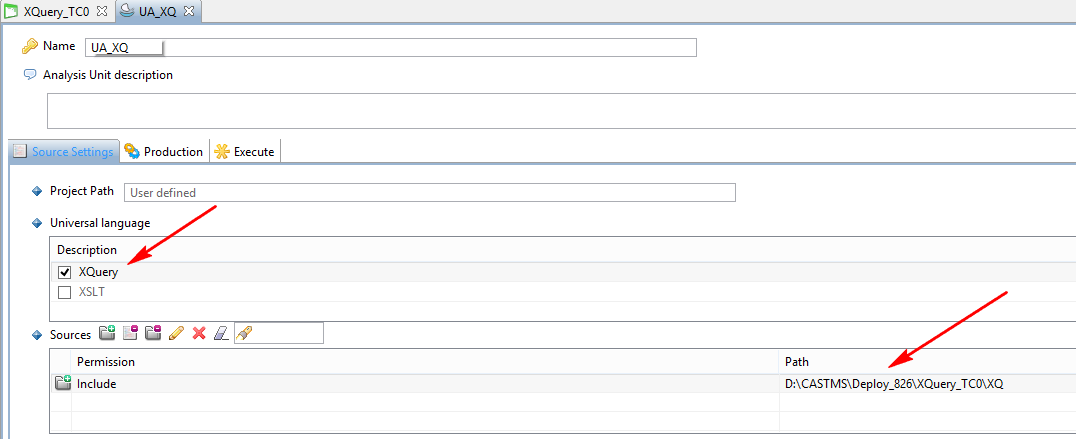 XQuery_TC0 UA_XQ
Name UA_XQ
Analysis Unit description
Source Settings Production Execute
Project Path User defined
Universal language
Description
XQuery
XSLT
Sources
Permission Path
Include D:\CASTMS\Deploy_826\XQuery_TC0\XQ